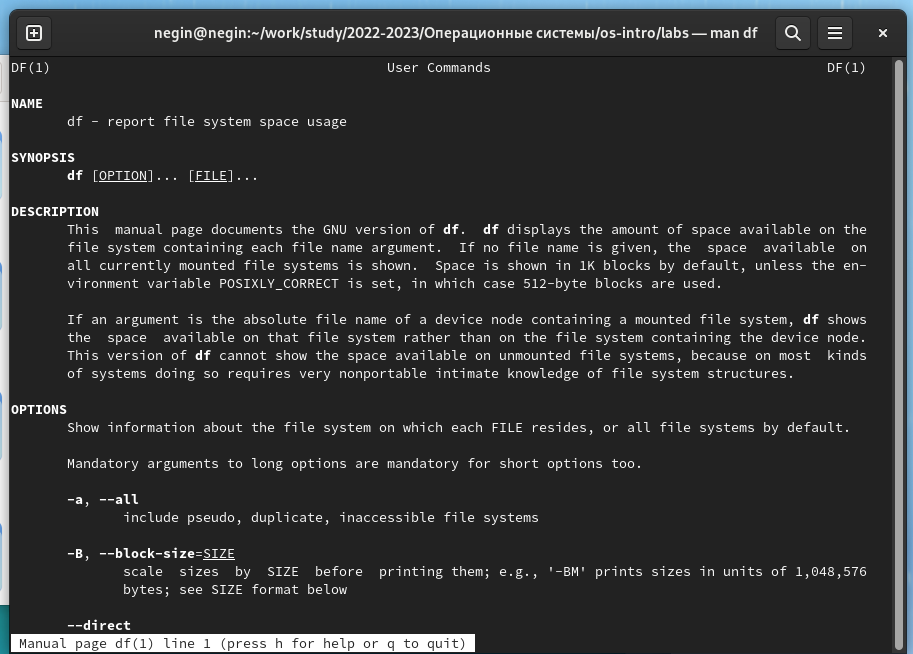 negin@negin:~/work/study/2022-2023/Операционные системы/os-intro/labs — man df
DF(1) User Commands DF(1)
NAME
df - report file system space usage
SYNOPSIS
df [OPTION]... [FILE]...
DESCRIPTION
This manual page documents the GNU version of df. df displays the amount of space available on the
file system containing each file name argument. If no file name is given, the space available on
all currently mounted file systems is shown. Space is shown in 1K blocks by default, unless the en-
vironment variable POSIXLY_CORRECT is set, in which case 512-byte blocks are used.
If an argument is the absolute file name of a device node containing a mounted file system, df shows
the space available on that file system rather than on the file system containing the device node.
This version of df cannot show the space available on unmounted file systems, because on most kinds
of systems doing so requires very nonportable intimate knowledge of file system structures.
OPTIONS
Show information about the file system on which each FILE resides, or all file systems by default.
Mandatory arguments to long options are mandatory for short options too.
-a, --all
include pseudo, duplicate, inaccessible file systems
-B, --block-size=SIZE
scale sizes by SIZE before printing them; e.g., '-BM' prints sizes in units of 1,048,576
bytes; see SIZE format below
--direct
Manual page df(1) line 1 (press h for help or q to quit)